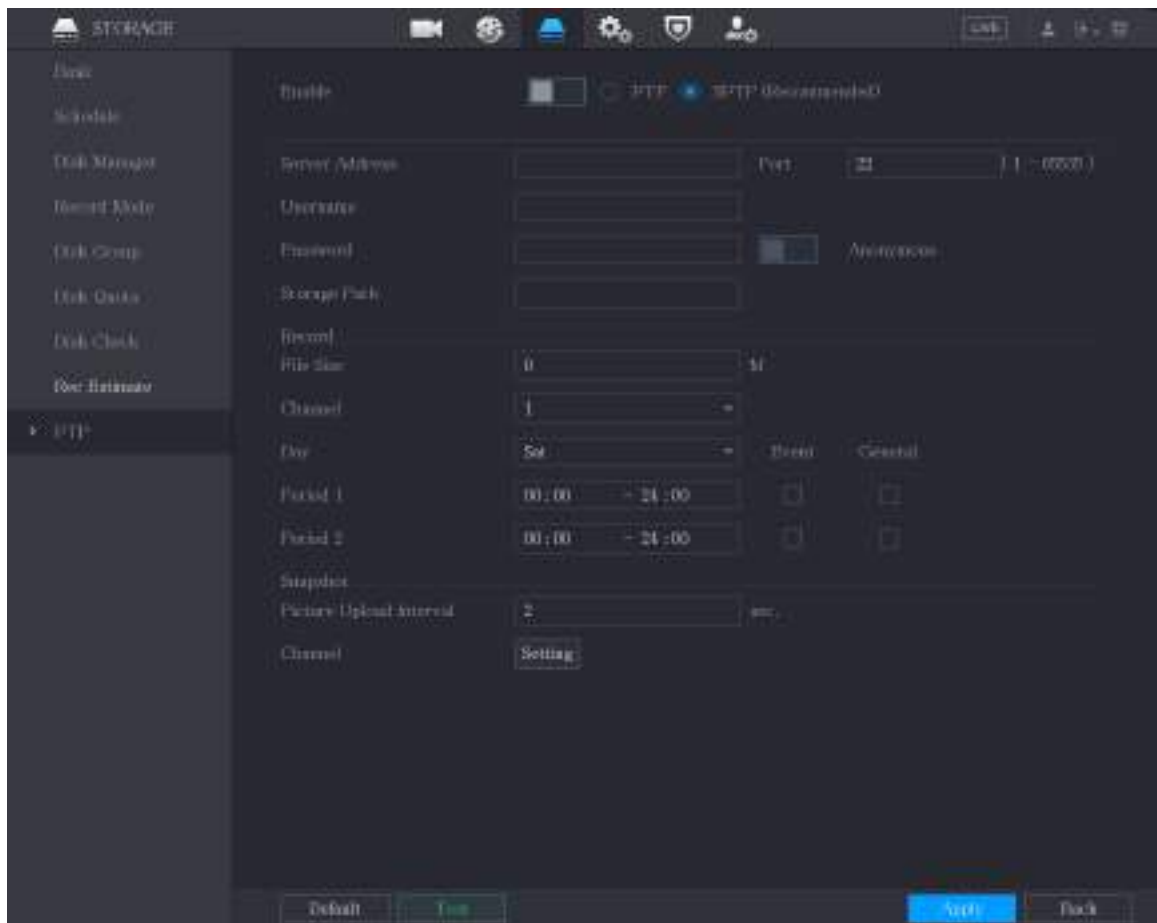 STORAGE
LIVE
Basic
Schedule
Disk Manager
Record Mode
Disk Group
Disk Quota
Disk Check
Rec Estimate
FTP
Enable FTP SFTP (Recommended)
Server Address Port 22 ( 1 - 65535 )
Username
Password Anonymous
Storage Path
Record
File Size 0 M
Channel 1
Day Sat Event General
Period 1 00 : 00 - 24 : 00
Period 2 00 : 00 - 24 : 00
Snapshot
Picture Upload Interval 2 sec.
Channel Setting
Default Test Apply Back